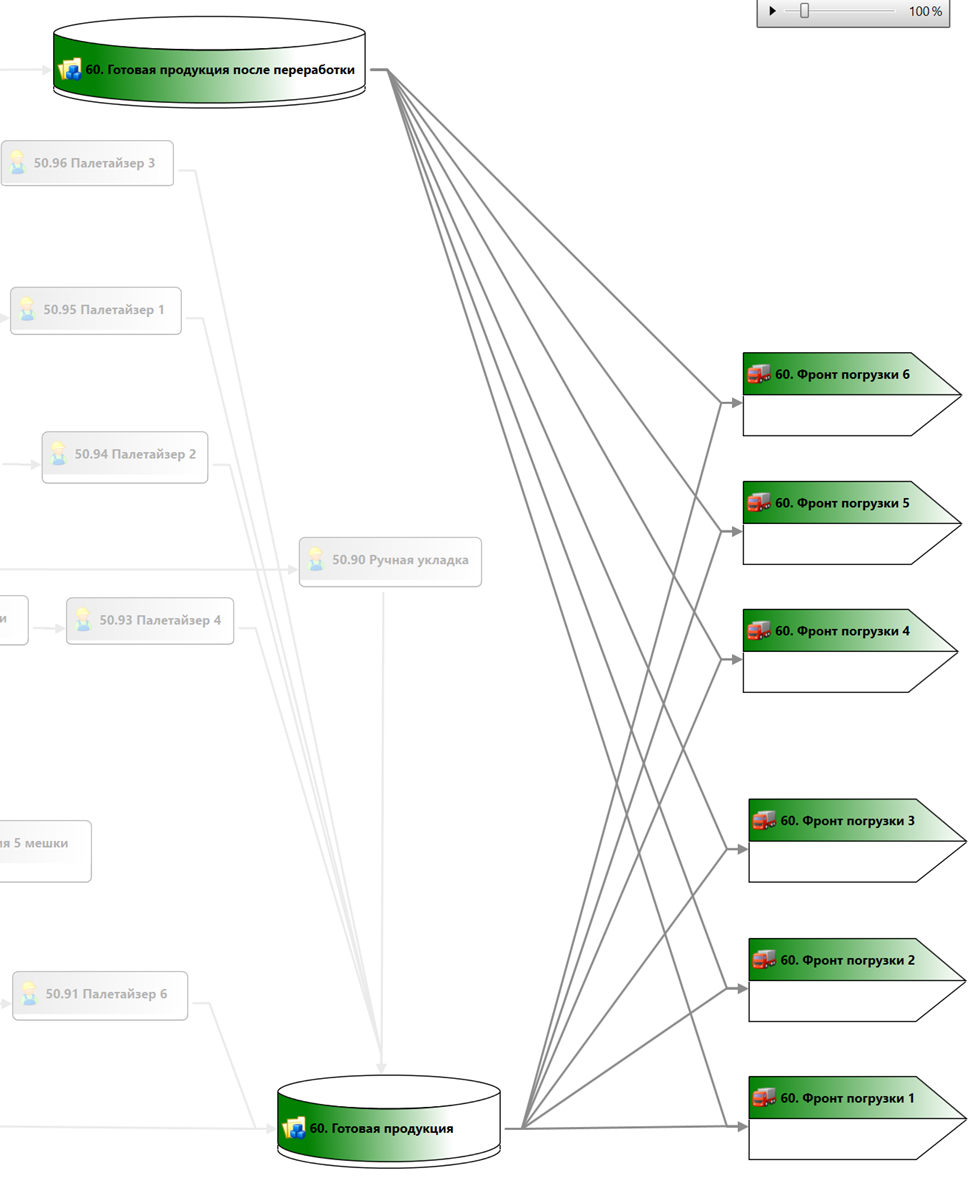 100 %
60. Готовая продукция после переработки
50.96 Палетайзер 3
50.95 Палетайзер 1
60. Фронт погрузки 6
50.94 Палетайзер 2
60. Фронт погрузки 5
50.90 Ручная укладка
и
50.93 Палетайзер 4
60. Фронт погрузки 4
60. Фронт погрузки 3
ия 5 мешки
60. Фронт погрузки 2
50.91 Палетайзер 6
60. Фронт погрузки 1
60. Готовая продукция